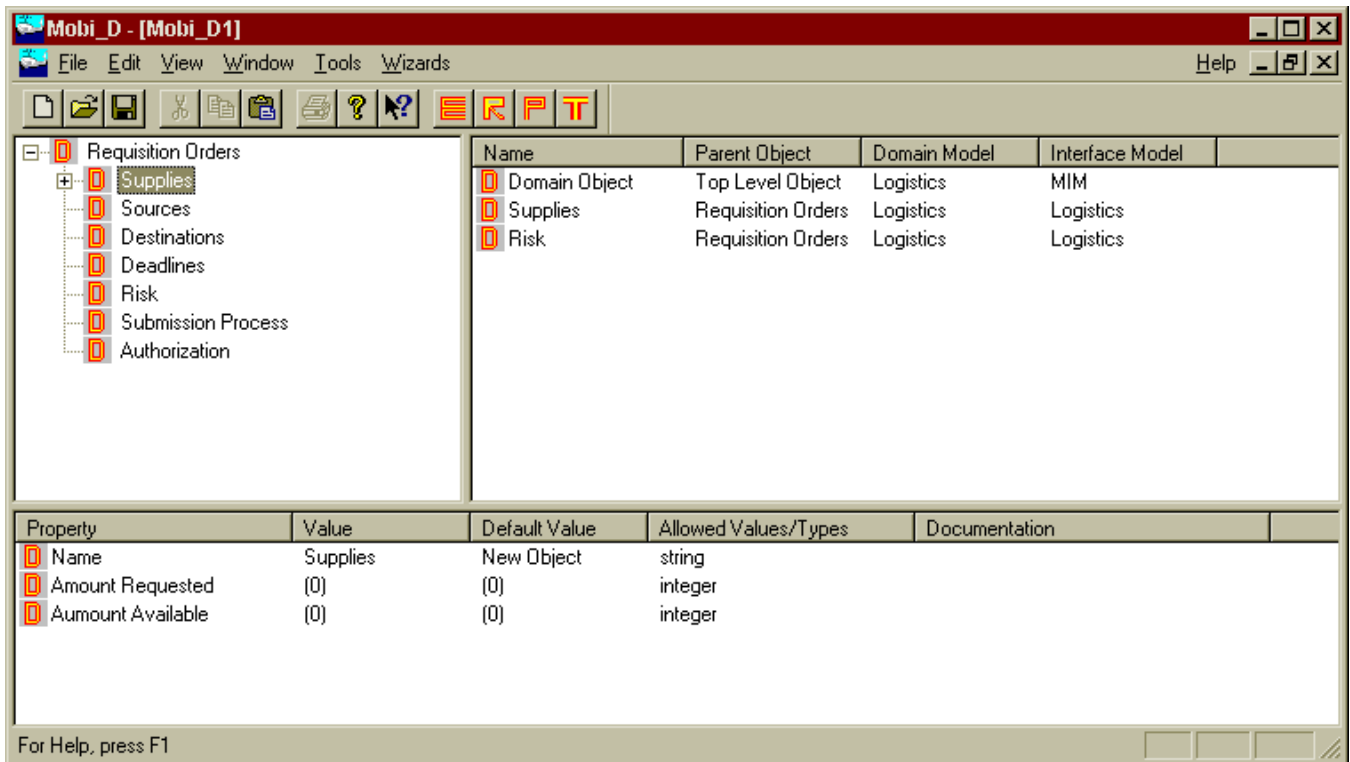 Mobi_D - [Mobi_D1]
File Edit View Window Tools Wizards Help
Requisition Orders
Supplies
Sources
Destinations
Deadlines
Risk
Submission Process
Authorization
Name Parent Object Domain Model Interface Model
Domain Object Top Level Object Logistics MIM
Supplies Requisition Orders Logistics Logistics
Risk Requisition Orders Logistics Logistics
Property Value Default Value Allowed Values/Types Documentation
Name Supplies New Object string
Amount Requested (0) (0) integer
Aumount Available (0) (0) integer
For Help, press F1